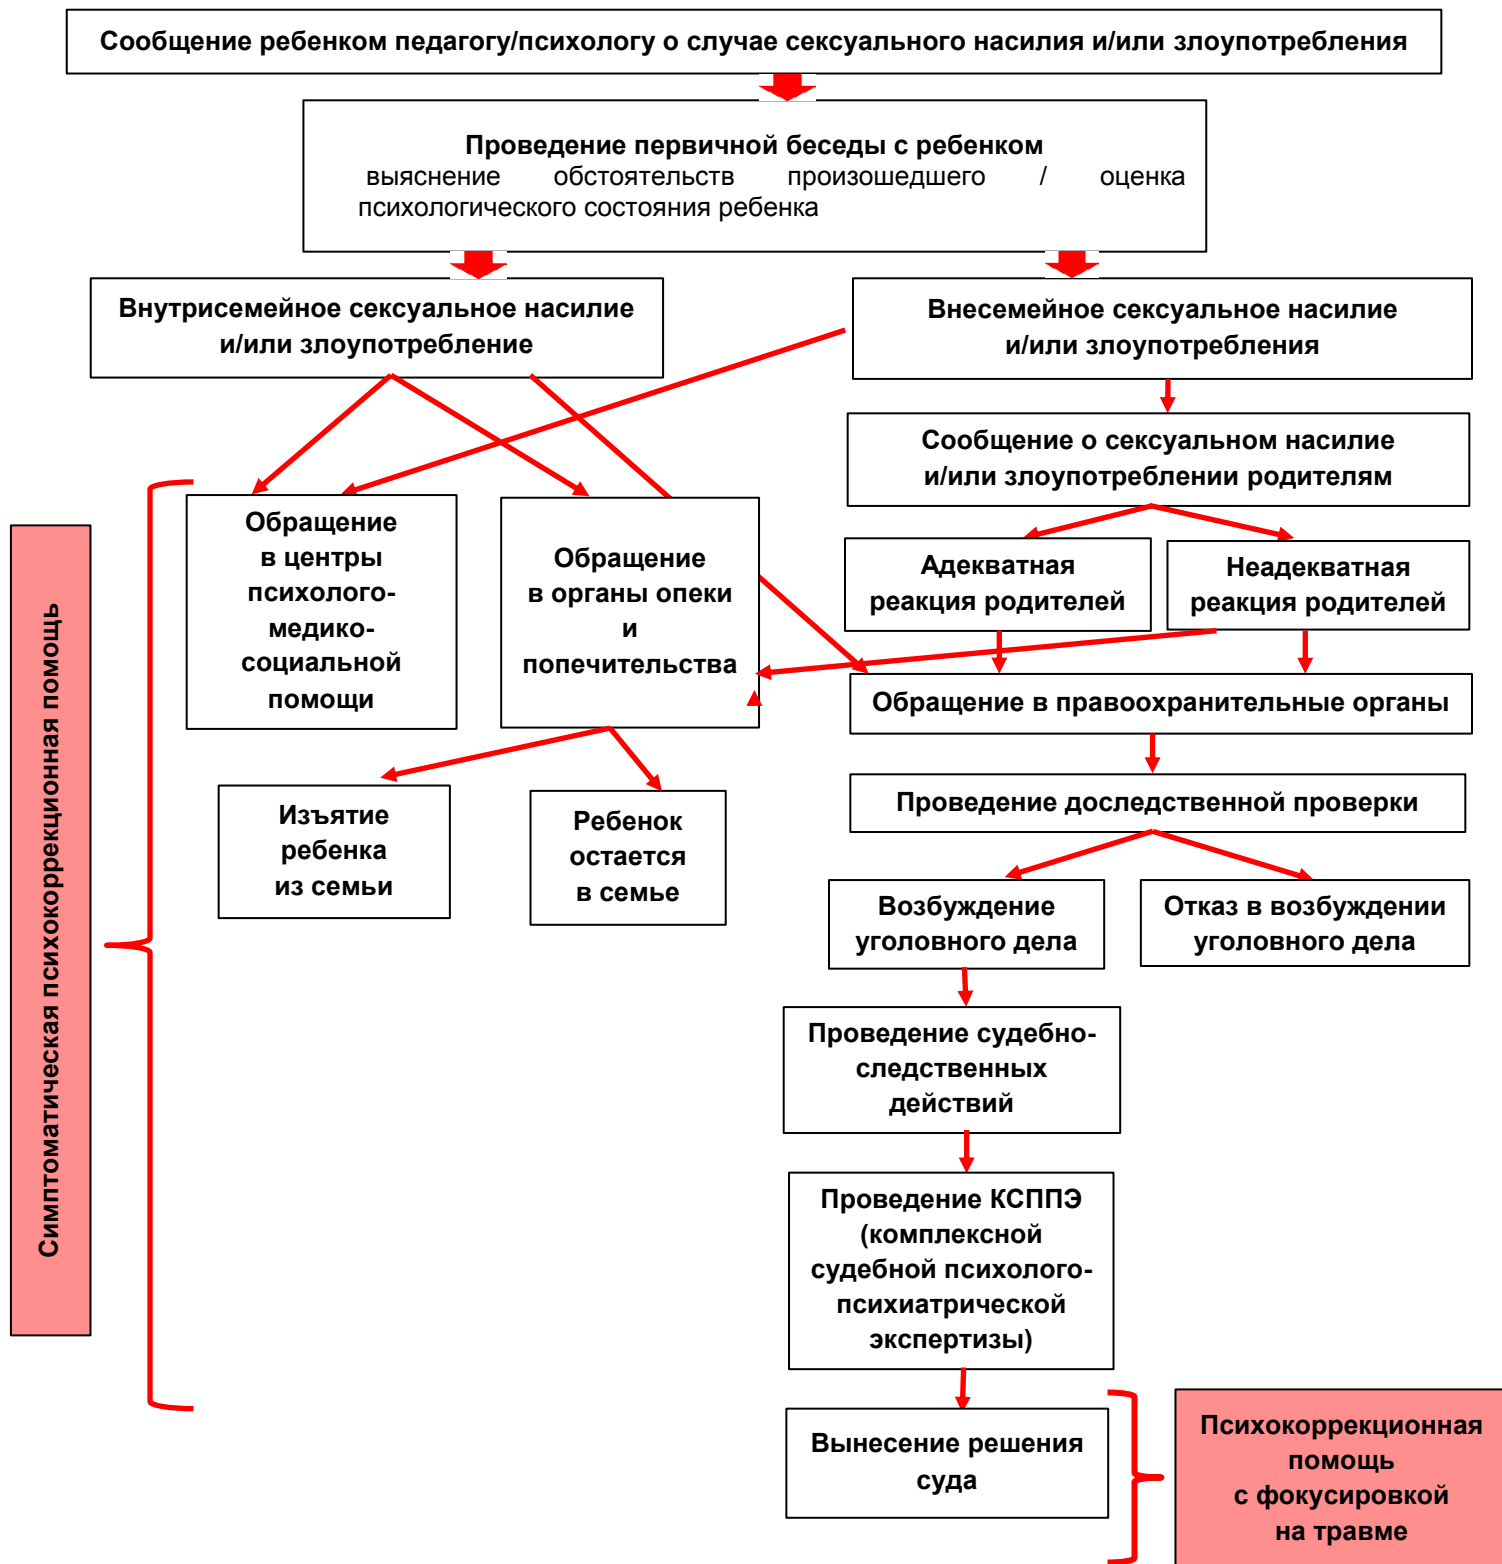 Сообщение ребенком педагогу/психологу о случае сексуального насилия и/или злоупотребления
Проведение первичной беседы с ребенком
выяснение обстоятельств произошедшего / оценка
психологического состояния ребенка
Внутрисемейное сексуальное насилие
и/или злоупотребление
Внесемейное сексуальное насилие
и/или злоупотребления
Сообщение о сексуальном насилие
и/или злоупотреблении родителям
Обращение
в центры
психолого-
медико-
социальной
помощи
Обращение
в органы опеки
и
попечительства
Адекватная
реакция родителей
Неадекватная
реакция родителей
Обращение в правоохранительные органы
Изъятие
ребенка
из семьи
Ребенок
остается
в семье
Проведение доследственной проверки
Возбуждение
уголовного дела
Отказ в возбуждении
уголовного дела
Проведение судебно-
следственных
действий
Проведение КСППЭ
(комплексной
судебной психолого-
психиатрической
экспертизы)
Вынесение решения
суда
Симптоматическая психокоррекционная помощь
Психокоррекционная
помощь
с фокусировкой
на травме